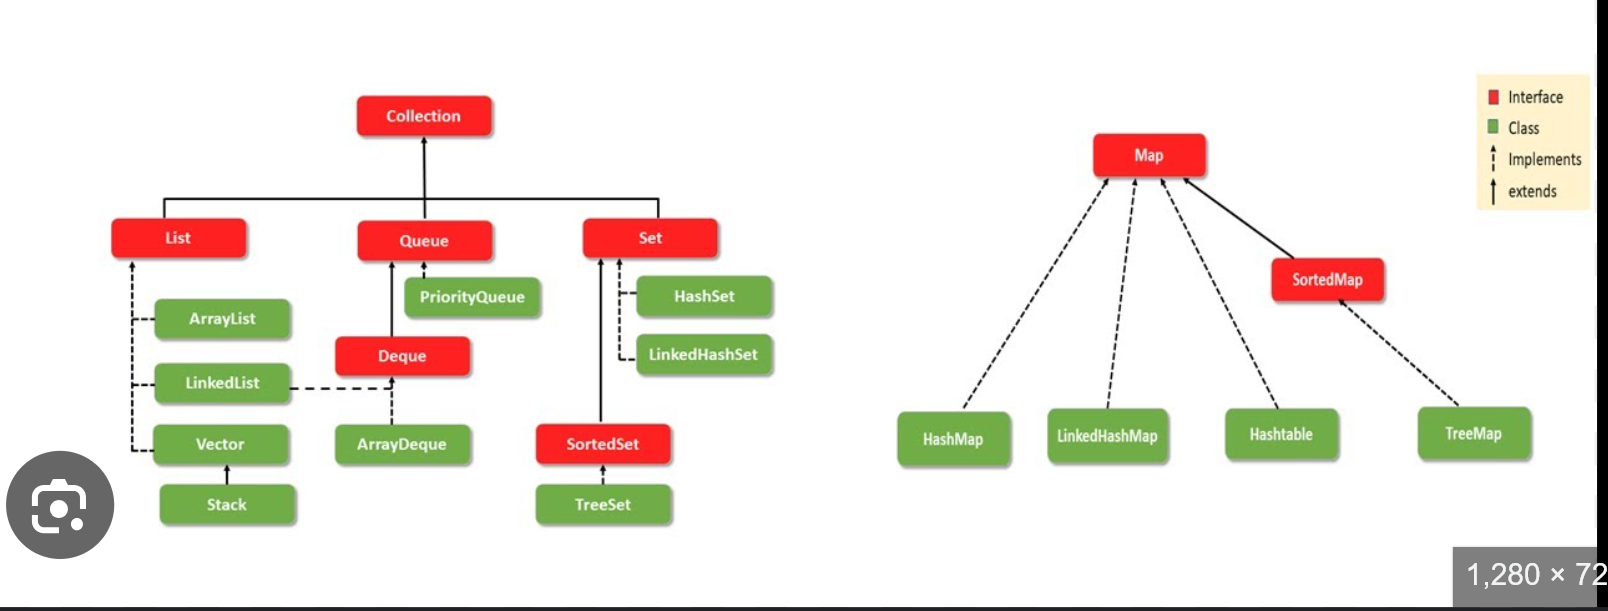 Collection
List
Queue
Set
PriorityQueue
HashSet
ArrayList
Deque
LinkedHashSet
LinkedList
Vector
ArrayDeque
SortedSet
Stack
TreeSet
Map
SortedMap
HashMap
LinkedHashMap
Hashtable
TreeMap
Interface
Class
Implements
extends
1,280 × 72